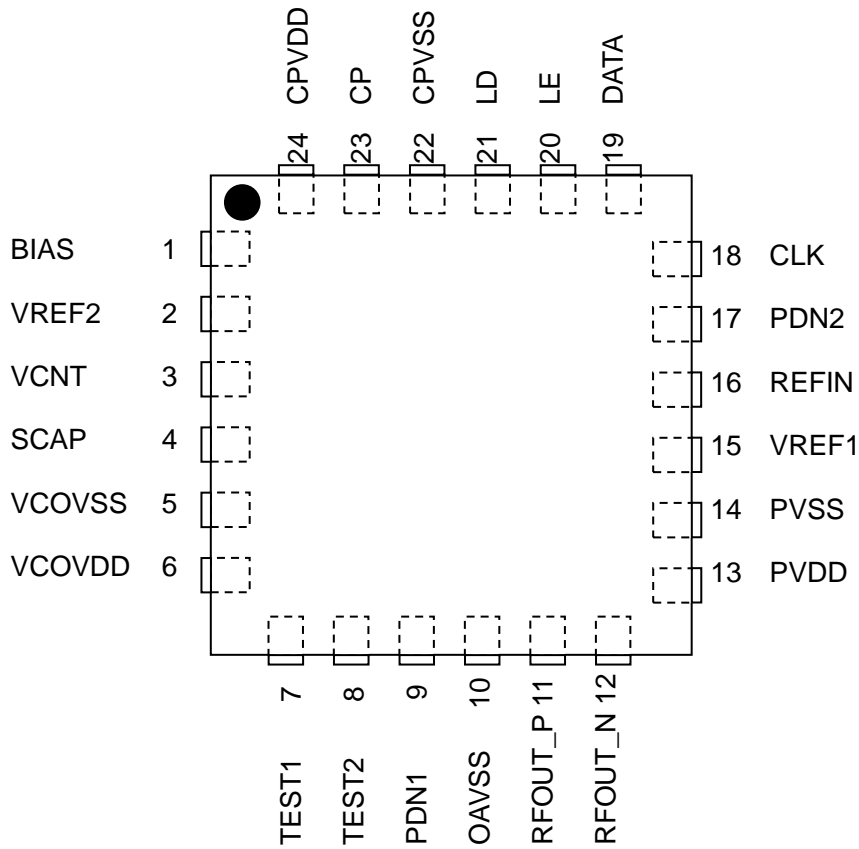 CPVDD CP CPVSS LD LE DATA
24 23 22 21 20 19
BIAS 1
VREF2 2
VCNT 3
SCAP 4
VCOVSS 5
VCOVDD 6
18 CLK
17 PDN2
16 REFIN
15 VREF1
14 PVSS
13 PVDD
7 8 9 10 11 12
TEST1 TEST2 PDN1 OAVSS RFOUT_P RFOUT_N